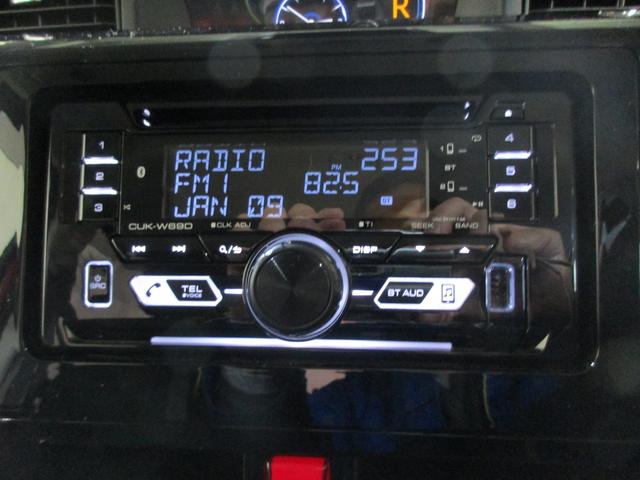 R
RADIO PM 2:53
FM1 82.5 BT
JAN 09
1
2
3
4
5
6
BT
CUK-W69D CLK ADJ TI SEEK BAND
DISP
SRC
TEL
VOICE
BT AUD